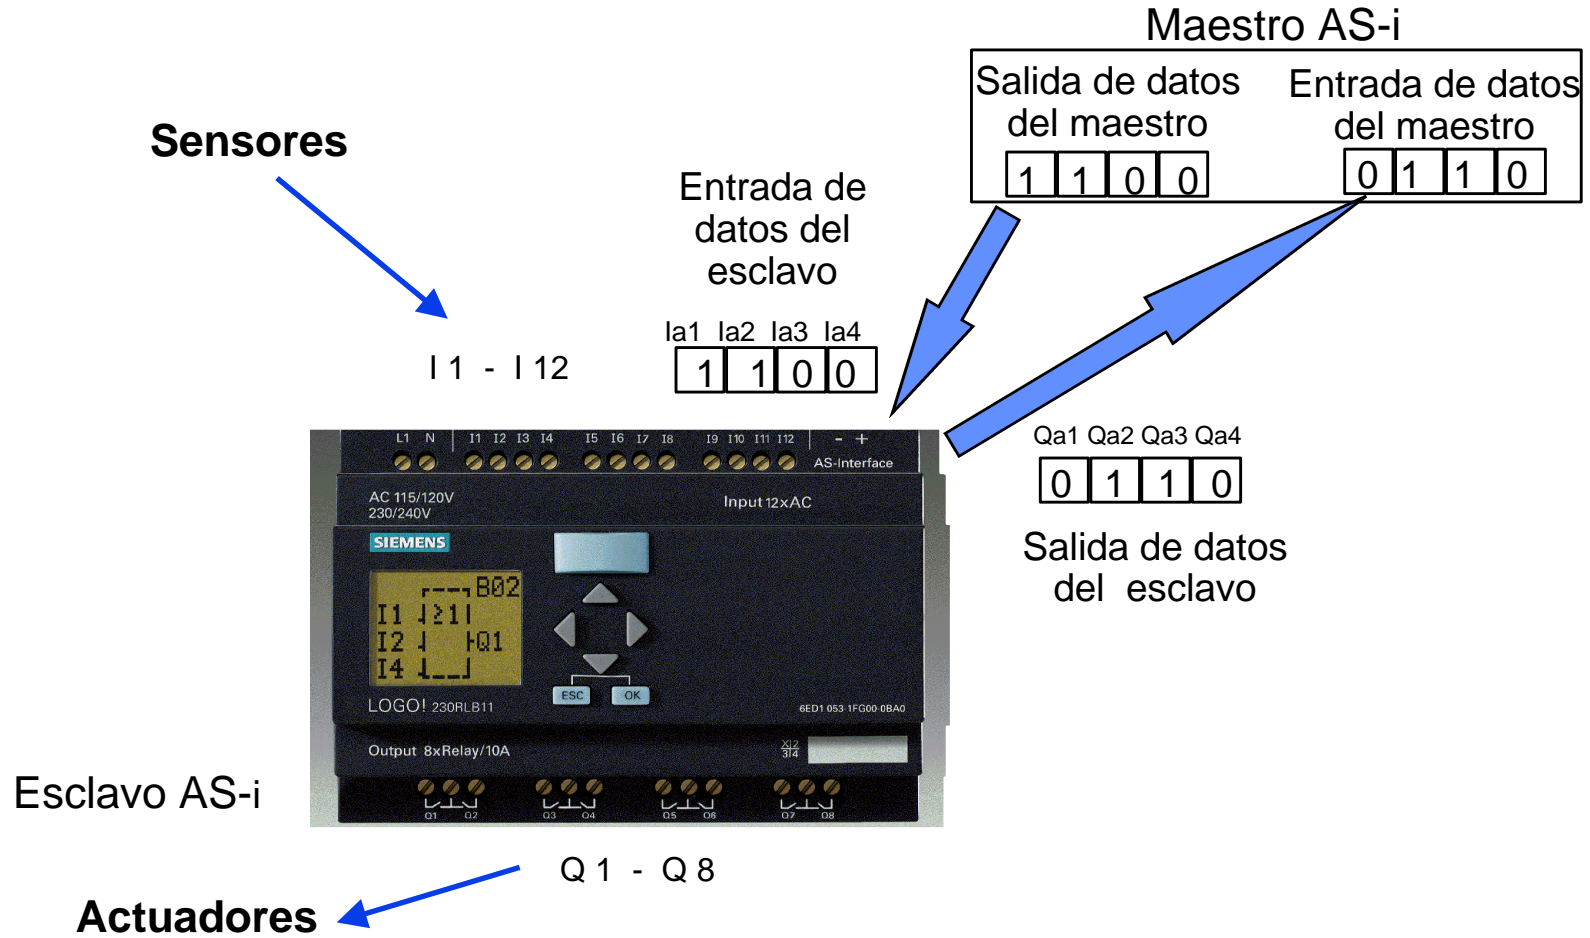 Maestro AS-i
Salida de datos
del maestro
1 1 0 0
Entrada de datos
del maestro
0 1 1 0
Sensores
Entrada de
datos del
esclavo
Ia1 Ia2 Ia3 Ia4
1 1 0 0
I 1 - I 12
Qa1 Qa2 Qa3 Qa4
0 1 1 0
Salida de datos
del esclavo
L1 N I1 I2 I3 I4 I5 I6 I7 I8 I9 I10 I11 I12 - +
AS-Interface
AC 115/120V
230/240V
Input 12xAC
SIEMENS
B02
I1 ≥1
I2 Q1
I4
ESC OK
LOGO! 230RLB11
6ED1 053-1FG00-0BA0
Output 8xRelay/10A
X 2
3 4
Q1 Q2 Q3 Q4 Q5 Q6 Q7 Q8
Esclavo AS-i
Q 1 - Q 8
Actuadores